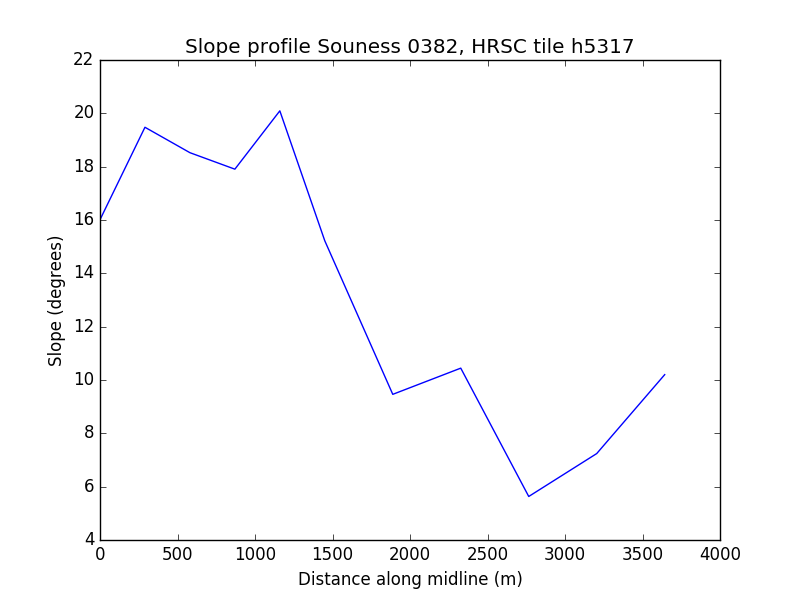 Slope profile Souness 0382, HRSC tile h5317
22
20
18
16
14
12
10
8
6
4
Slope (degrees)
0 500 1000 1500 2000 2500 3000 3500 4000
Distance along midline (m)